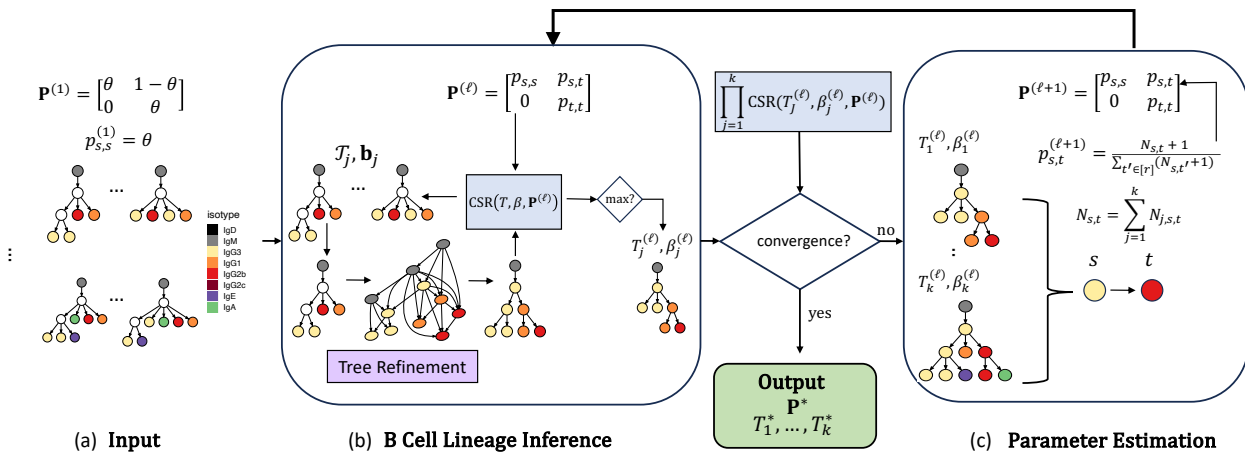 𝐏⁽¹⁾ = [θ 1 − θ
0 θ]
p_{s,s}⁽¹⁾ = θ
...
...
isotype
IgD
IgM
IgG3
IgG1
IgG2b
IgG2c
IgE
IgA
...
(a) Input
𝐏^(ℓ) = [p_{s,s} p_{s,t}
0 p_{t,t}]
𝒯_j, 𝐛_j
...
CSR(T, β, 𝐏^(ℓ))
max?
T_j^(ℓ), β_j^(ℓ)
Tree Refinement
(b) B Cell Lineage Inference
∏_{j=1}^{k} CSR(T_j^(ℓ), β_j^(ℓ), 𝐏^(ℓ))
convergence?
no
yes
Output
𝐏*
T₁*, ..., T_k*
𝐏^(ℓ+1) = [p_{s,s} p_{s,t}
0 p_{t,t}]
T₁^(ℓ), β₁^(ℓ)
p_{s,t}^(ℓ+1) = (N_{s,t} + 1) / (∑_{t′∈[r]}(N_{s,t′}+1))
N_{s,t} = ∑_{j=1}^{k} N_{j,s,t}
:
T_k^(ℓ), β_k^(ℓ)
s t
(c) Parameter Estimation